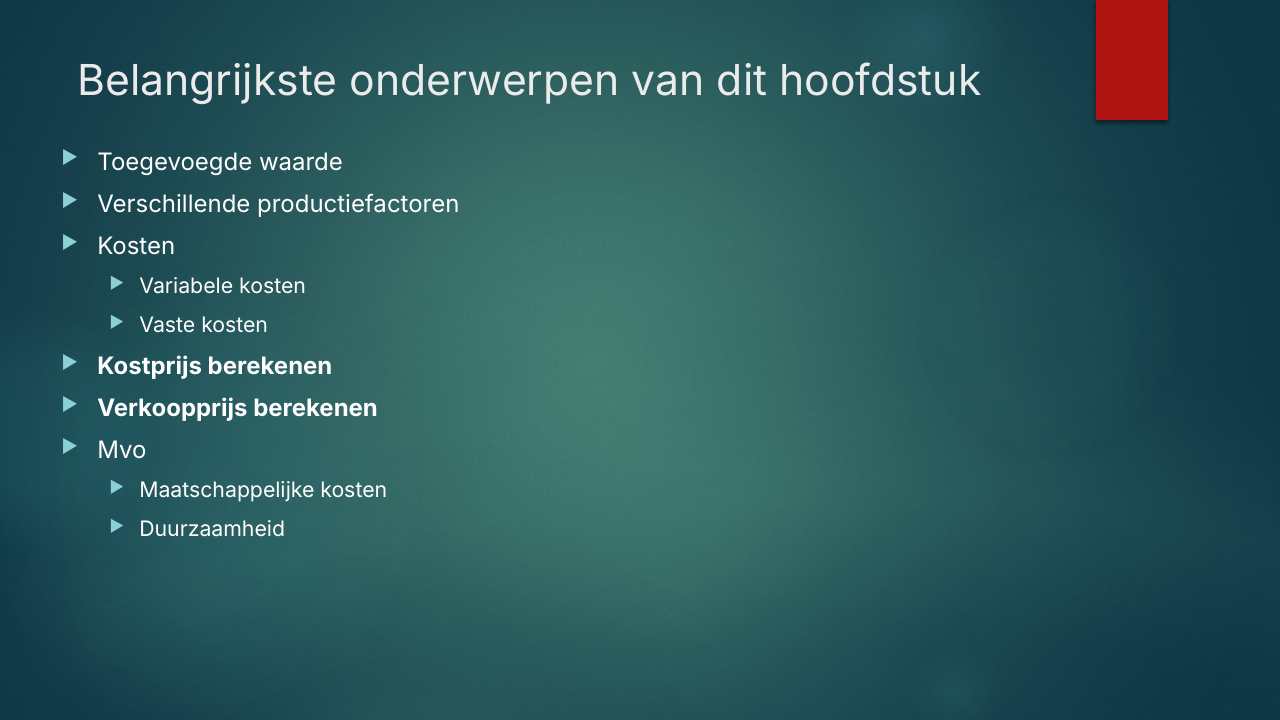 Belangrijkste onderwerpen van dit hoofdstuk
Toegevoegde waarde
Verschillende productiefactoren
Kosten
Variabele kosten
Vaste kosten
Kostprijs berekenen
Verkoopprijs berekenen
Mvo
Maatschappelijke kosten
Duurzaamheid